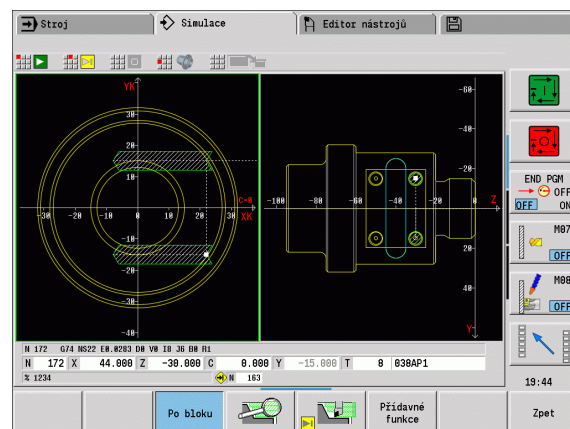 Stroj
Simulace
Editor nástrojů
YK
30
20
10
-30 -20 -10 0 10 20 30
C-0
XK
-10
-20
-30
-40
-60
-40
-20
-100 -80 -60 -40 -20 0
Z
20
40
Y
END PGM
OFF
OFF ON
M07
OFF
M08
OFF
19:44
N 172 G74 NS22 E0.0283 D0 V0 I8 J6 B0 R1
N 172 X 44.000 Z -30.000 C 0.000 Y -15.000 T 8 038AP1
% 1234 N 163
Po bloku
Přídavné
funkce
Zpet